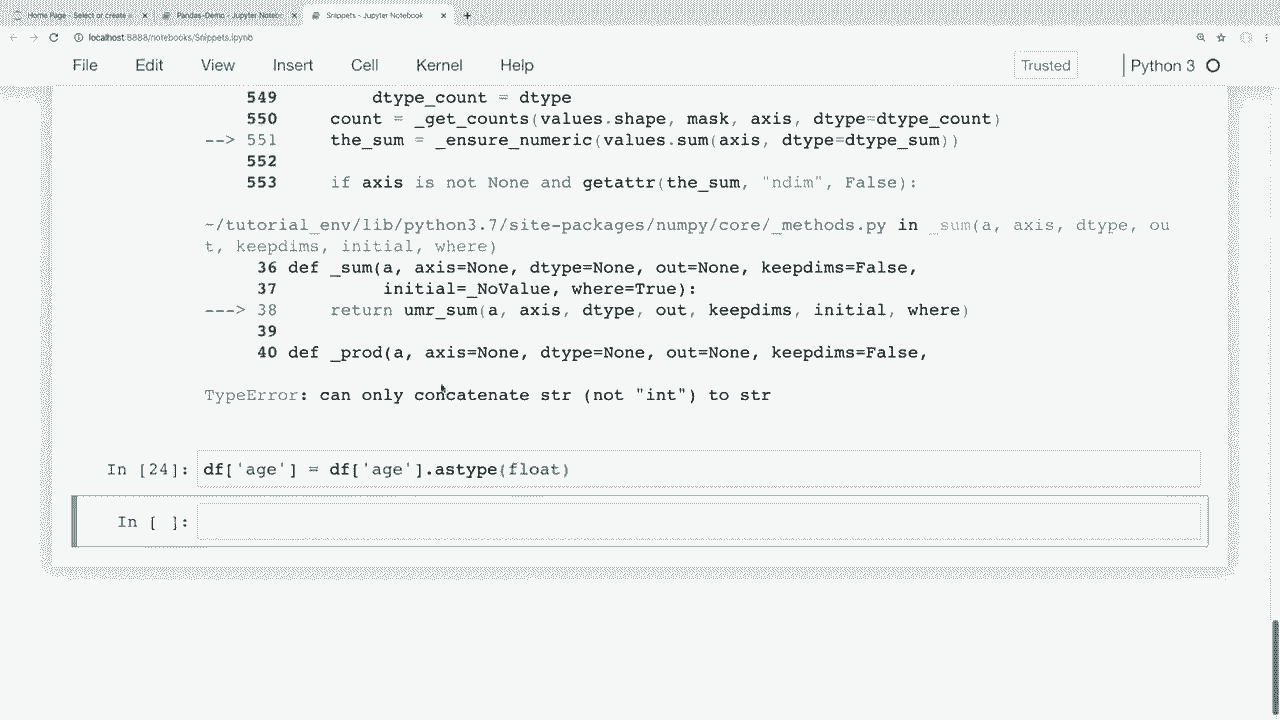 Home Page - Select or create
Pandas-Demo - Jupyter Noteb
Snippets - Jupyter Notebook
localhost:8888/notebooks/Snippets.ipynb
File Edit View Insert Cell Kernel Help Trusted Python 3
549 dtype_count = dtype
550 count = _get_counts(values.shape, mask, axis, dtype=dtype_count)
--> 551 the_sum = _ensure_numeric(values.sum(axis, dtype=dtype_sum))
552
553 if axis is not None and getattr(the_sum, "ndim", False):
~/tutorial_env/lib/python3.7/site-packages/numpy/core/_methods.py in _sum(a, axis, dtype, ou
t, keepdims, initial, where)
36 def _sum(a, axis=None, dtype=None, out=None, keepdims=False,
37 initial=_NoValue, where=True):
---> 38 return umr_sum(a, axis, dtype, out, keepdims, initial, where)
39
40 def _prod(a, axis=None, dtype=None, out=None, keepdims=False,
TypeError: can only concatenate str (not "int") to str
In [24]: df['age'] = df['age'].astype(float)
In [ ]: